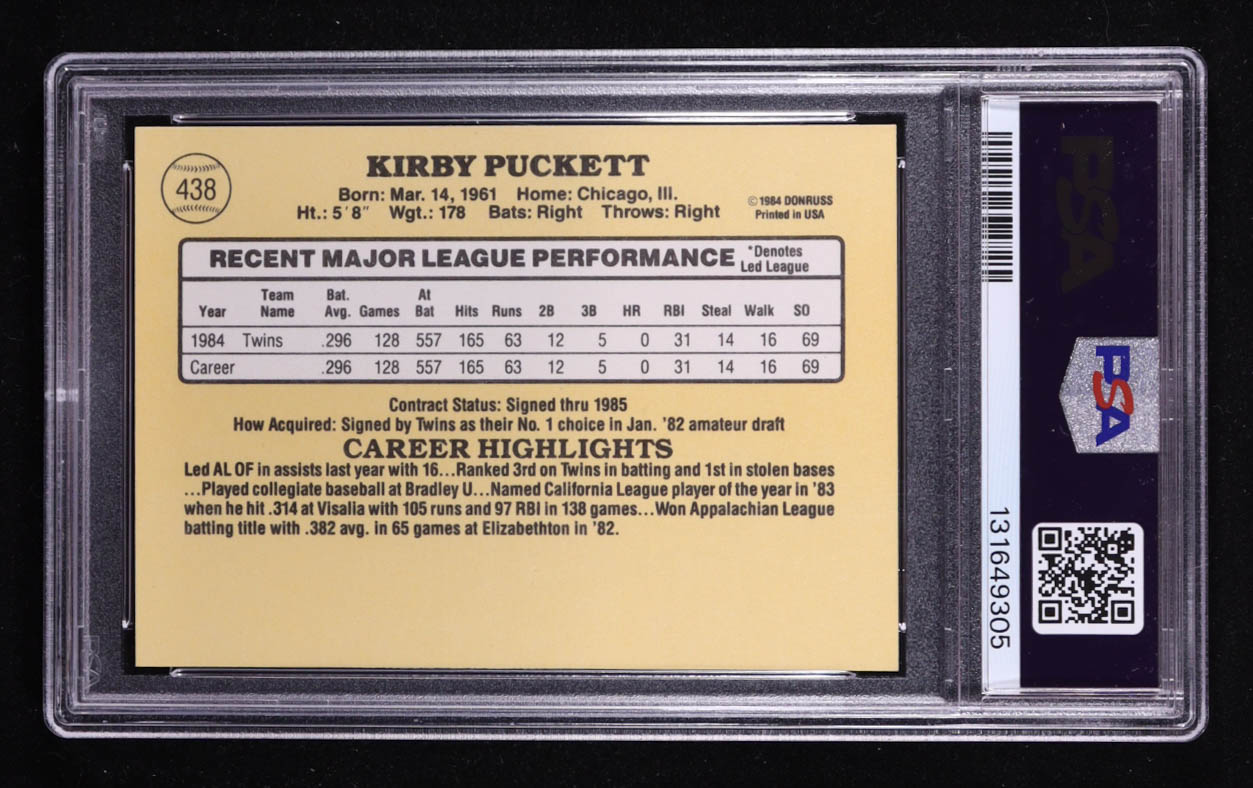 438
KIRBY PUCKETT
Born: Mar. 14, 1961 Home: Chicago, Ill.
Ht.: 5'8" Wgt.: 178 Bats: Right Throws: Right
© 1984 DONRUSS
Printed in USA
RECENT MAJOR LEAGUE PERFORMANCE *Denotes Led League
Year Team Name Bat. Avg. Games At Bat Hits Runs 2B 3B HR RBI Steal Walk SO
1984 Twins .296 128 557 165 63 12 5 0 31 14 16 69
Career .296 128 557 165 63 12 5 0 31 14 16 69
Contract Status: Signed thru 1985
How Acquired: Signed by Twins as their No. 1 choice in Jan. '82 amateur draft
CAREER HIGHLIGHTS
Led AL OF in assists last year with 16...Ranked 3rd on Twins in batting and 1st in stolen bases
...Played collegiate baseball at Bradley U...Named California League player of the year in '83
when he hit .314 at Visalia with 105 runs and 97 RBI in 138 games...Won Appalachian League
batting title with .382 avg. in 65 games at Elizabethton in '82.
PSA
PSA
131649305